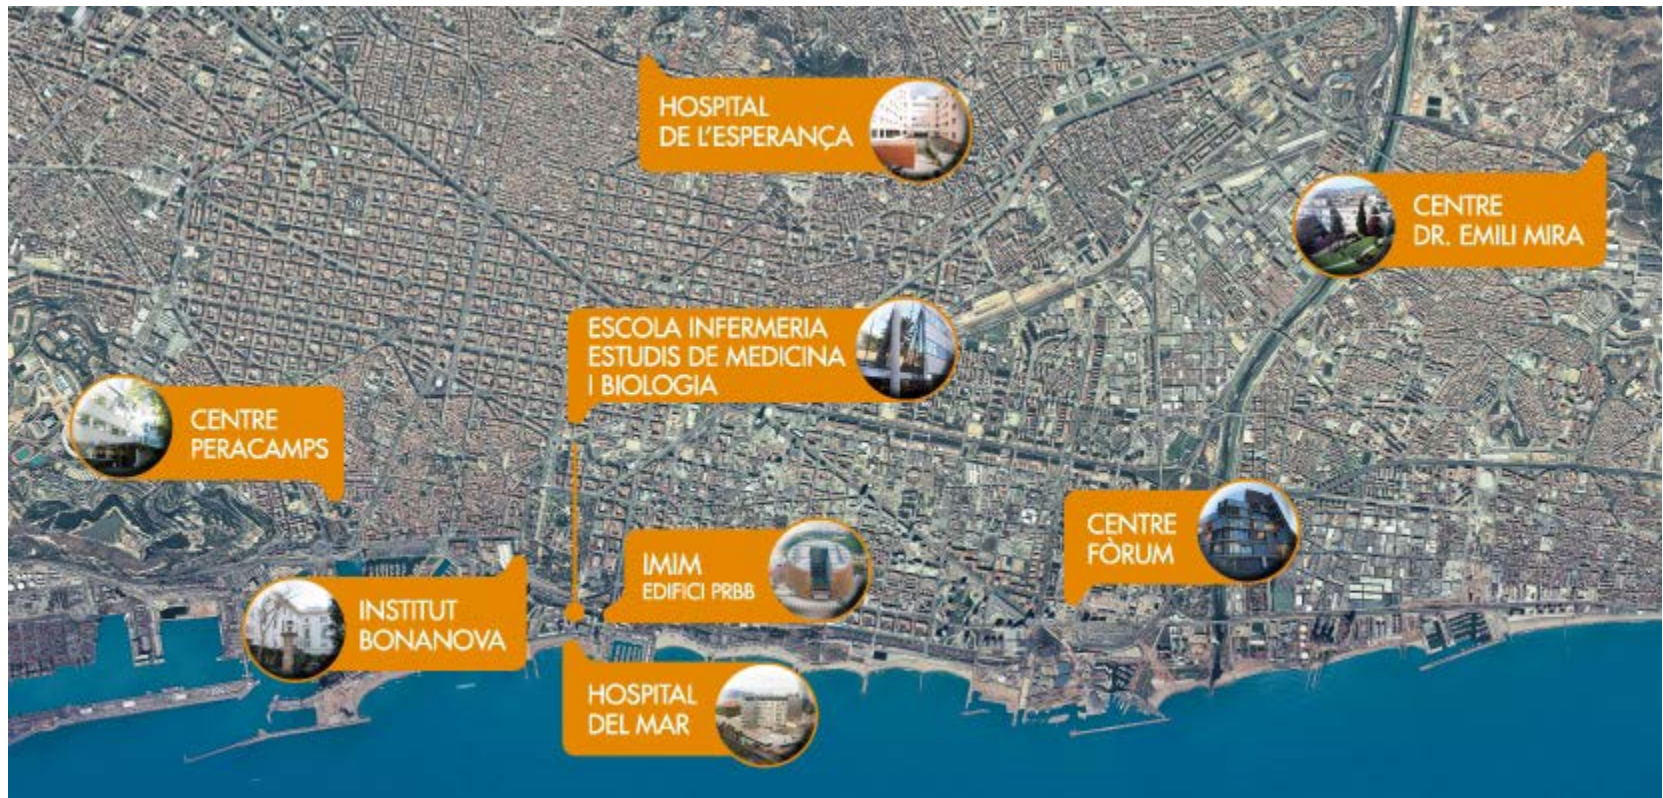 HOSPITAL
DE L'ESPERANÇA
CENTRE
DR. EMILI MIRA
ESCOLA INFERMERIA
ESTUDIS DE MEDICINA
I BIOLOGIA
CENTRE
PERACAMPS
CENTRE
FÒRUM
IMIM
EDIFICI PRBB
INSTITUT
BONANOVA
HOSPITAL
DEL MAR